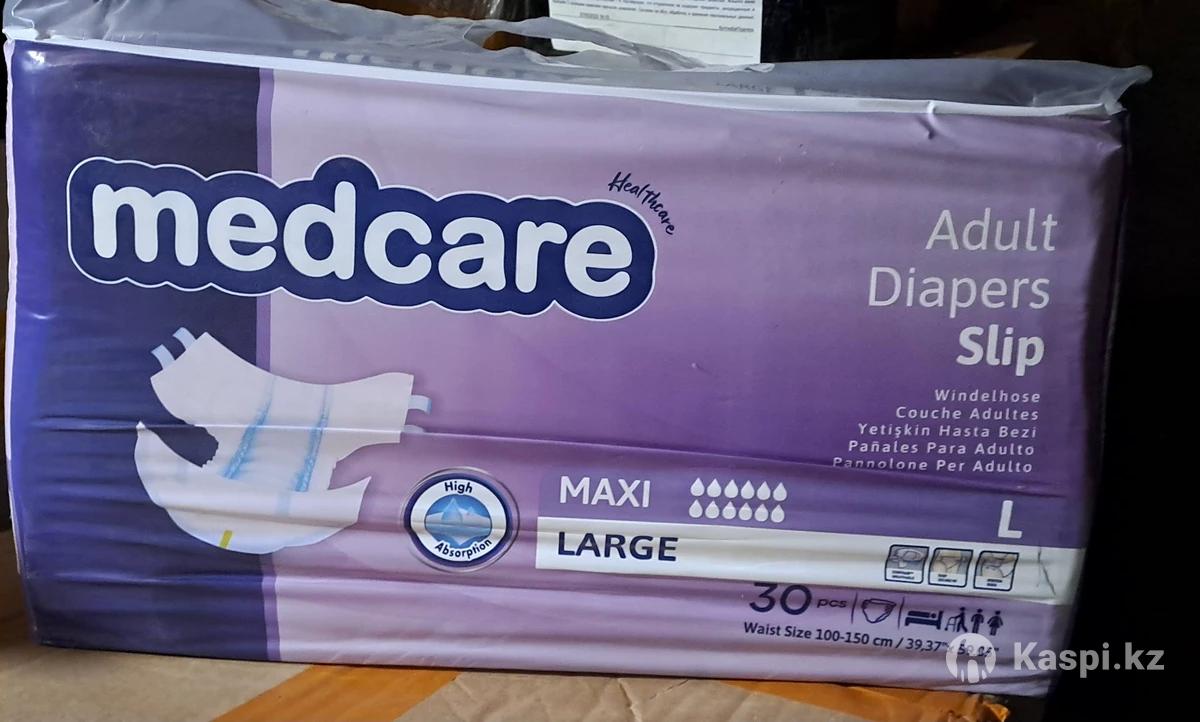 medcare
Healthcare
Adult
Diapers
Slip
Windelhose
Couche Adultes
Yetişkin Hasta Bezi
Pañales Para Adulto
Pannolone Per Adulto
High
Absorption
MAXI
L
LARGE
30 pcs
Waist Size 100-150 cm / 39,37"
Kaspi.kz